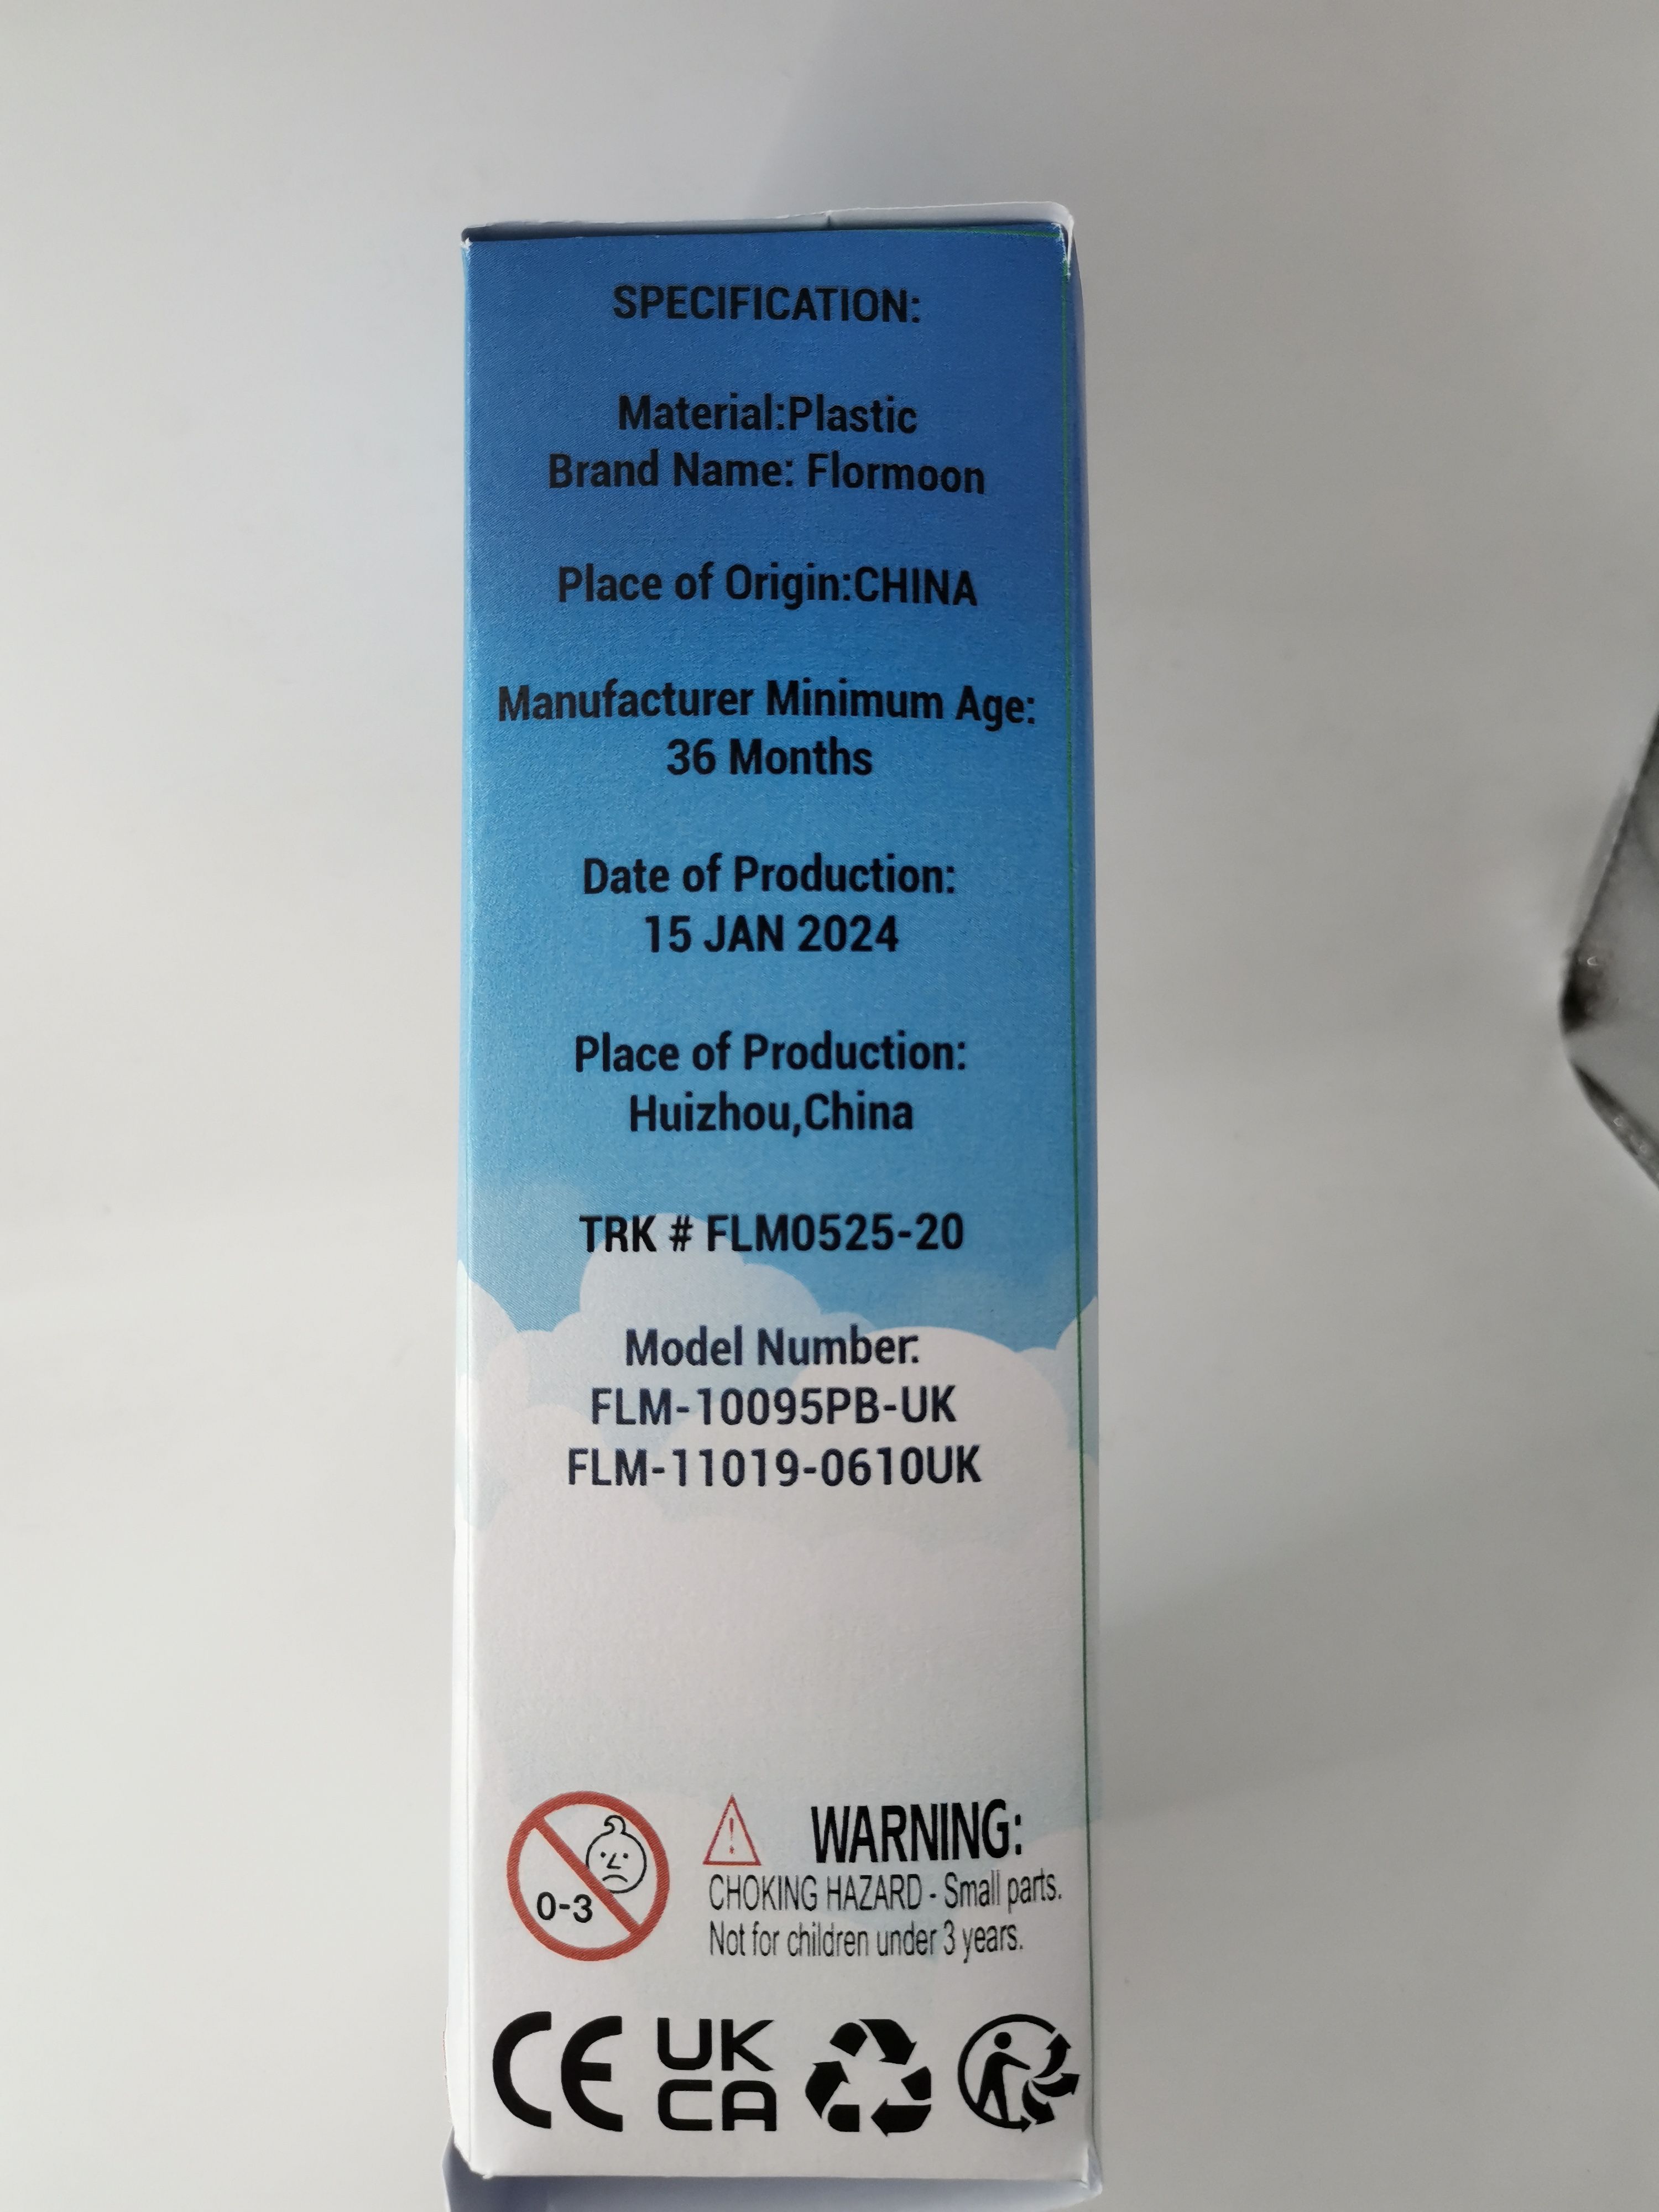 SPECIFICATION:
Material:Plastic
Brand Name: Flormoon
Place of Origin:CHINA
Manufacturer Minimum Age:
36 Months
Date of Production:
15 JAN 2024
Place of Production:
Huizhou,China
TRK # FLM0525-20
Model Number:
FLM-10095PB-UK
FLM-11019-0610UK
0-3
WARNING:
CHOKING HAZARD - Small parts.
Not for children under 3 years.
CE UK
CA